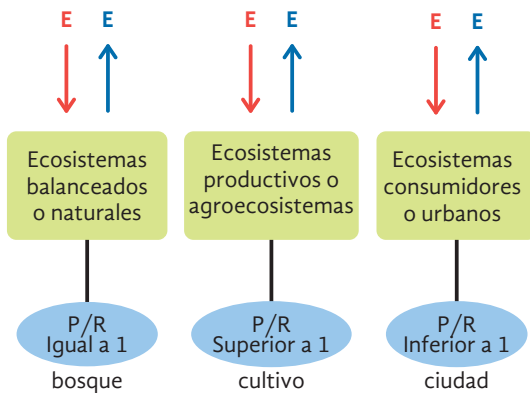 E E
E E
E E
Ecosistemas
balanceados
o naturales
Ecosistemas
productivos o
agroecosistemas
Ecosistemas
consumidores
o urbanos
P/R
Igual a 1
bosque
P/R
Superior a 1
cultivo
P/R
Inferior a 1
ciudad